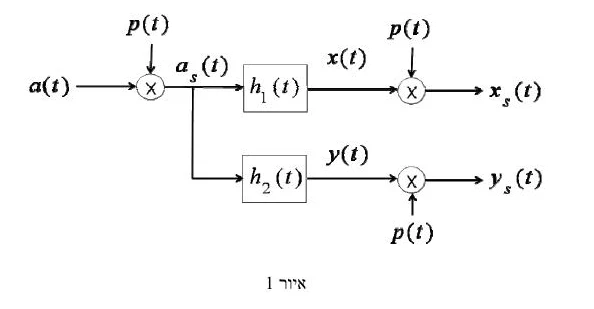 p(t)
p(t)
a(t) × a_s(t) h_1(t) x(t) × x_s(t)
h_2(t) y(t) × y_s(t)
p(t)
איור 1